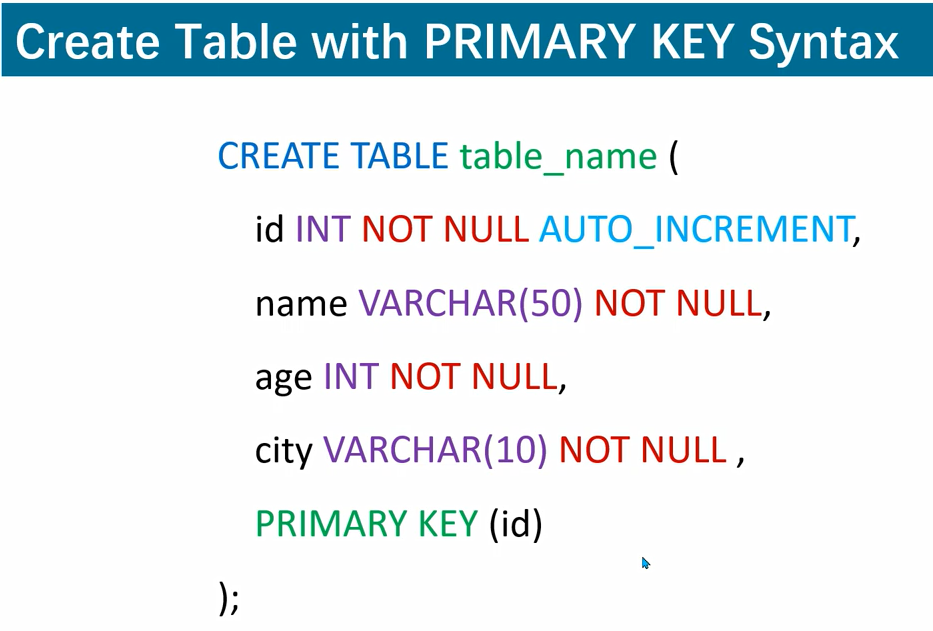 Create Table with PRIMARY KEY Syntax
CREATE TABLE table_name (
id INT NOT NULL AUTO_INCREMENT,
name VARCHAR(50) NOT NULL,
age INT NOT NULL,
city VARCHAR(10) NOT NULL ,
PRIMARY KEY (id)
);